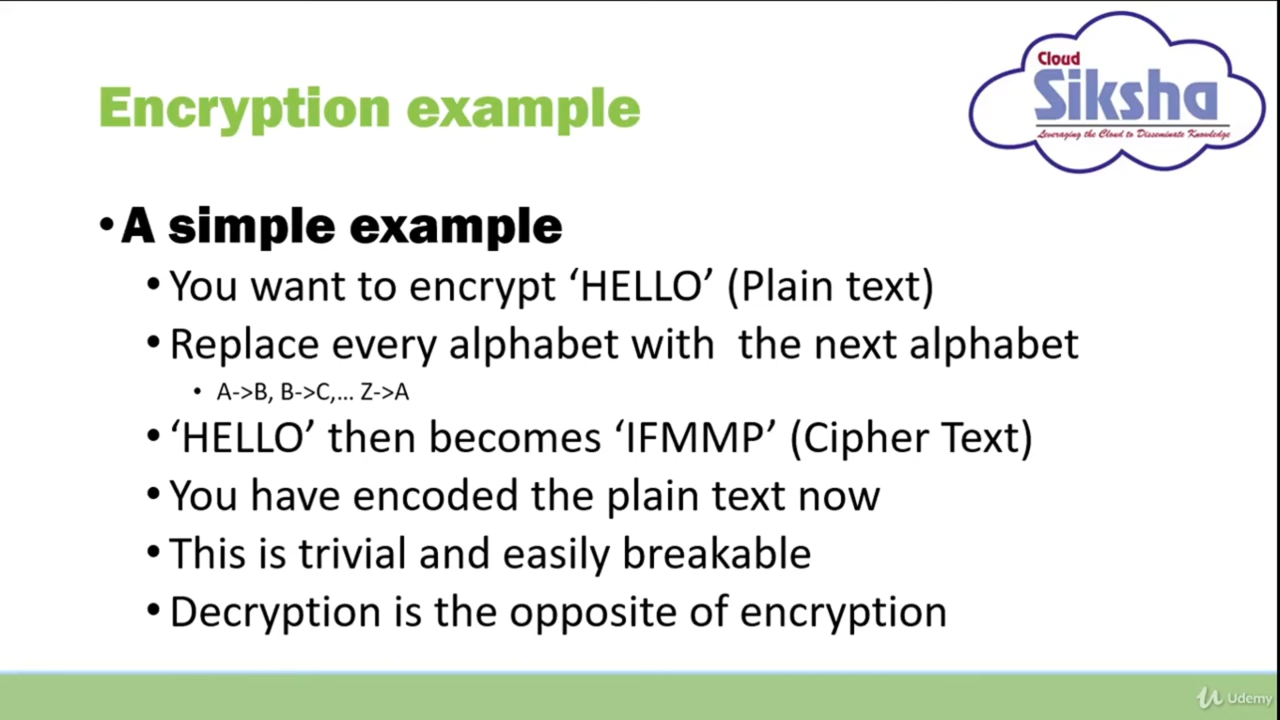 Cloud
Siksha
Leveraging the Cloud to Disseminate Knowledge
Encryption example
•A simple example
•You want to encrypt ‘HELLO’ (Plain text)
•Replace every alphabet with  the next alphabet
• A->B, B->C,... Z->A
•‘HELLO’ then becomes ‘IFMMP’ (Cipher Text)
•You have encoded the plain text now
•This is trivial and easily breakable
•Decryption is the opposite of encryption
Udemy